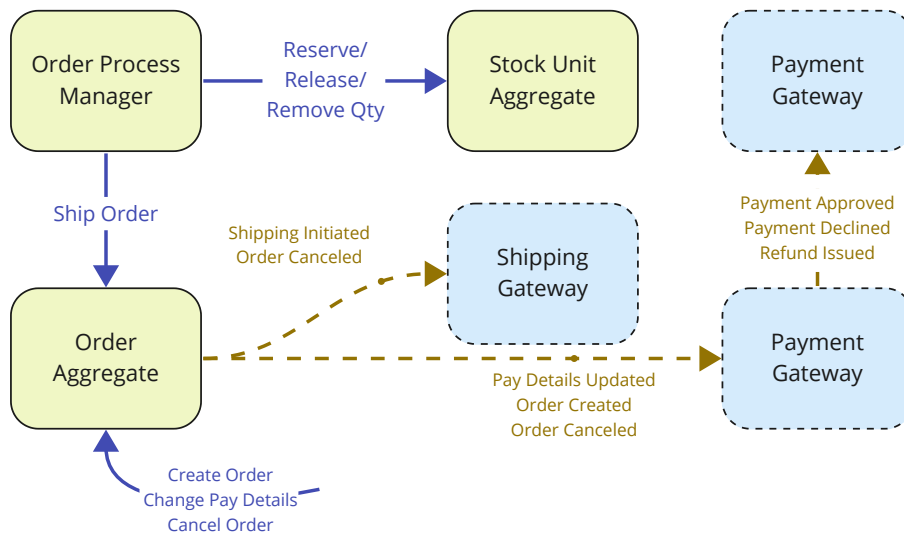 Order Process
Manager
Reserve/
Release/
Remove Qty
Stock Unit
Aggregate
Payment
Gateway
Ship Order
Shipping Initiated
Order Canceled
Shipping
Gateway
Payment Approved
Payment Declined
Refund Issued
Order
Aggregate
Pay Details Updated
Order Created
Order Canceled
Payment
Gateway
Create Order
Change Pay Details
Cancel Order